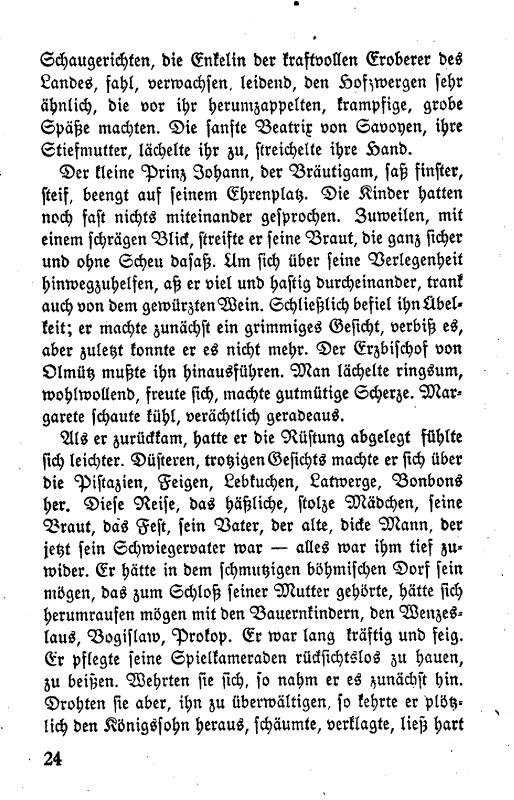 Schaugerichten, die Enkelin der kraftvollen Eroberer des
Landes, fahl, verwachsen, leidend, den Hofzwergen sehr
ähnlich, die vor ihr herumzappelten, krampfige, grobe
Späße machten. Die sanfte Beatrix von Savoyen, ihre
Stiefmutter, lächelte ihr zu, streichelte ihre Hand.
Der kleine Prinz Johann, der Bräutigam, saß finster,
steif, beengt auf seinem Ehrenplatz. Die Kinder hatten
noch fast nichts miteinander gesprochen. Zuweilen, mit
einem schrägen Blick, streifte er seine Braut, die ganz sicher
und ohne Scheu dasaß. Um sich über seine Verlegenheit
hinwegzuhelfen, aß er viel und hastig durcheinander, trank
auch von dem gewürzten Wein. Schließlich befiel ihn Übel-
keit; er machte zunächst ein grimmiges Gesicht, verbiß es,
aber zuletzt konnte er es nicht mehr. Der Erzbischof von
Olmütz mußte ihn hinausführen. Man lächelte ringsum,
wohlwollend, freute sich, machte gutmütige Scherze. Mar-
garete schaute kühl, verächtlich geradeaus.
Als er zurückkam, hatte er die Rüstung abgelegt fühlte
sich leichter. Düsteren, trotzigen Gesichts machte er sich über
die Pistazien, Feigen, Lebkuchen, Latwerge, Bonbons
her. Diese Reise, das häßliche, stolze Mädchen, seine
Braut, das Fest, sein Vater, der alte, dicke Mann, der
jetzt sein Schwiegervater war — alles war ihm tief zu-
wider. Er hätte in dem schmutzigen böhmischen Dorf sein
mögen, das zum Schloß seiner Mutter gehörte, hätte sich
herumraufen mögen mit den Bauernkindern, den Wenzes-
laus, Bogislaw, Prokop. Er war lang kräftig und feig.
Er pflegte seine Spielkameraden rücksichtslos zu hauen,
zu beißen. Wehrten sie sich, so nahm er es zunächst hin.
Drohten sie aber, ihn zu überwältigen, so kehrte er plötz-
lich den Königssohn heraus, schäumte, verklagte, ließ hart
24